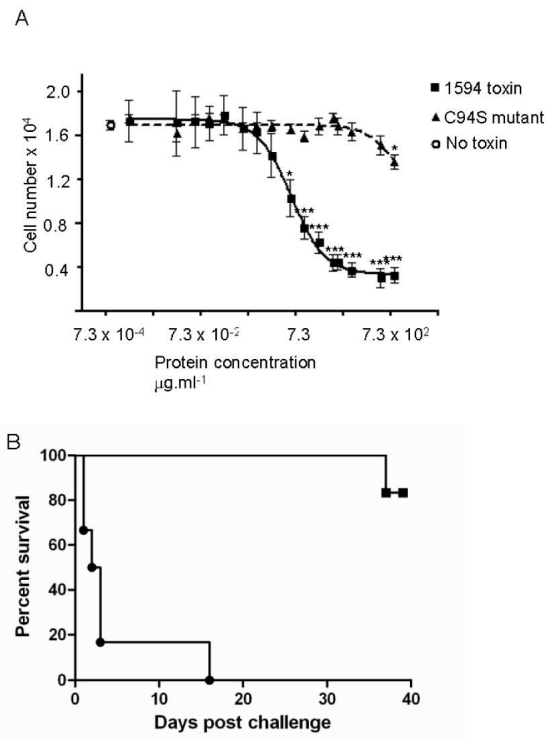 A
2.0
1.6
1.2
0.8
0.4
Cell number x 10⁴
1594 toxin
C94S mutant
No toxin
*
*
***
***
***
***
***
***
7.3 x 10⁻⁴
7.3 x 10⁻²
7.3
7.3 x 10²
Protein concentration
µg.ml⁻¹
B
100
80
60
40
20
0
Percent survival
0
10
20
30
40
Days post challenge